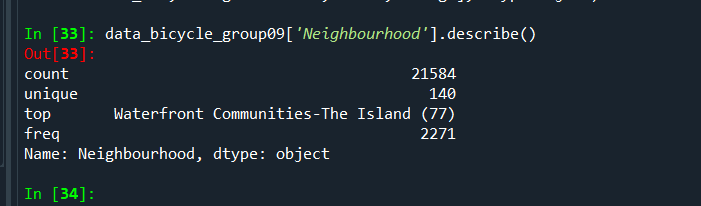 In [33]: data_bicycle_group09['Neighbourhood'].describe()
Out[33]:
count 21584
unique 140
top Waterfront Communities-The Island (77)
freq 2271
Name: Neighbourhood, dtype: object
In [34]: